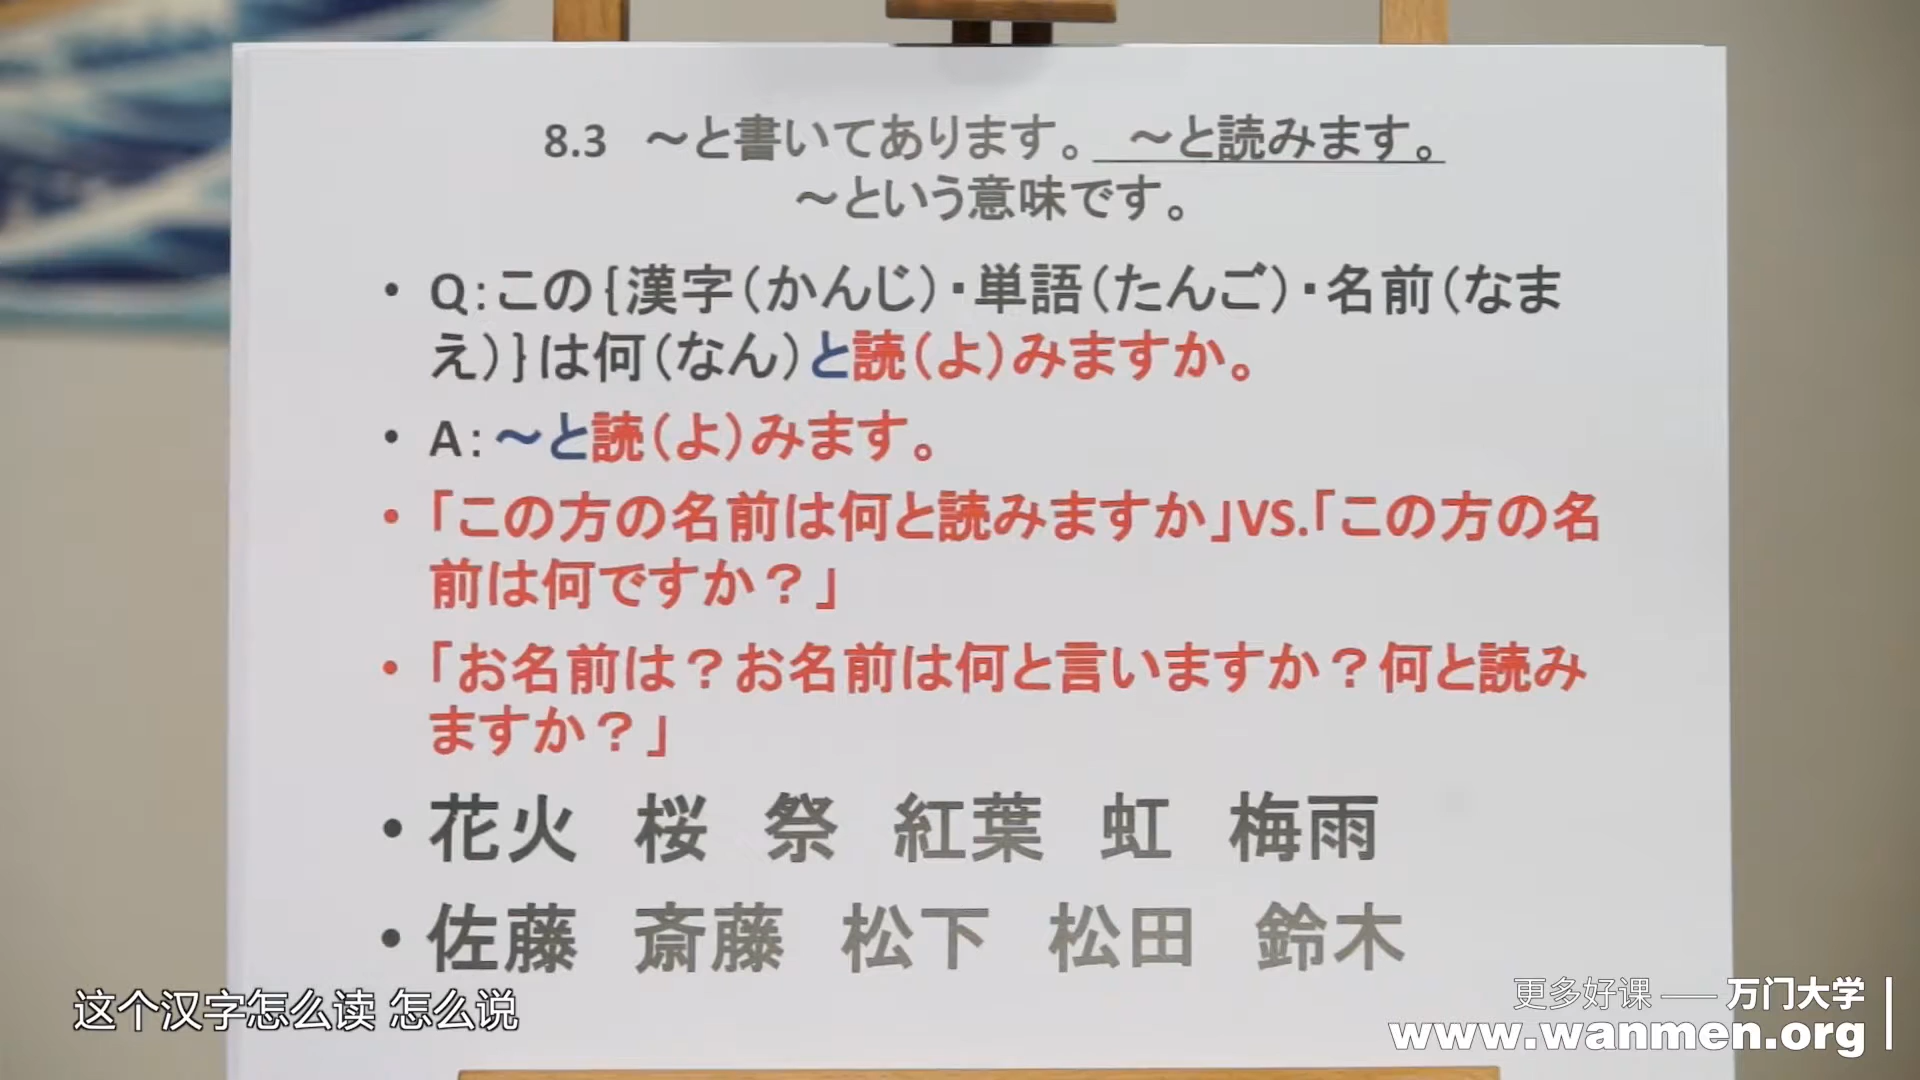 8.3 ～と書いてあります。 ～と読みます。
～という意味です。
• Q:この{漢字(かんじ)・単語(たんご)・名前(なま
え)}は何(なん)と読(よ)みますか。
• A:～と読(よ)みます。
• 「この方の名前は何と読みますか」VS.「この方の名
前は何ですか？」
• 「お名前は？お名前は何と言いますか？何と読み
ますか？」
• 花火 桜 祭 紅葉 虹 梅雨
• 佐藤 斎藤 松下 松田 鈴木
这个汉字怎么读 怎么说
更多好课 —— 万门大学
www.wanmen.org